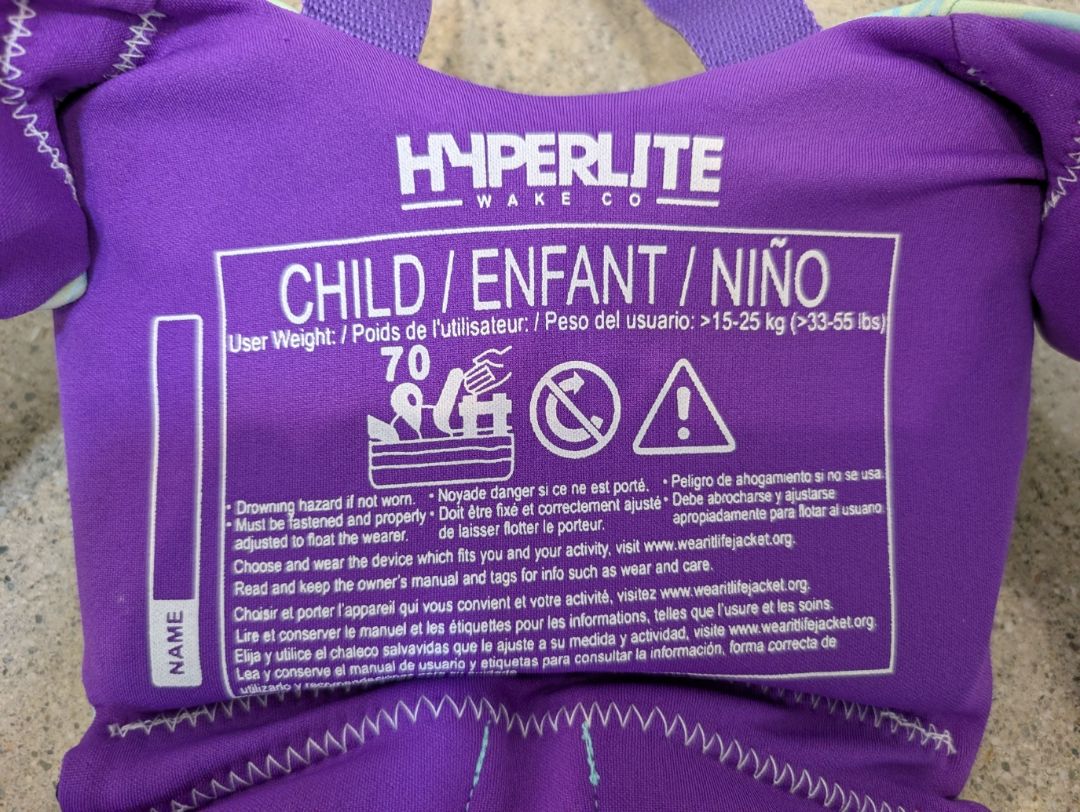 HYPERLITE
WAKE CO
CHILD / ENFANT / NIÑO
User Weight: / Poids de l'utilisateur: / Peso del usuario: >15-25 kg (>33-55 lbs)
70
• Drowning hazard if not worn.
• Must be fastened and properly
adjusted to float the wearer.
• Noyade danger si ce ne est porté.
• Doit être fixé et correctement ajusté
de laisser flotter le porteur.
• Peligro de ahogamiento si no se usa
• Debe abrocharse y ajustarse
apropiadamente para flotar al usuario
Choose and wear the device which fits you and your activity, visit www.wearitlifejacket.org.
Read and keep the owner's manual and tags for info such as wear and care.
Choisir et porter l'appareil qui vous convient et votre activité, visitez www.wearitlifejacket.org.
Lire et conserver le manuel et les étiquettes pour les informations, telles que l'usure et les soins.
Elija y utilice el chaleco salvavidas que le ajuste a su medida y actividad, visite www.wearitlifejacket.org.
Lea y conserve el manual de usuario y etiquetas para consultar la información, forma correcta de
utilizarlo y recomendaciones para su cuidado.
NAME